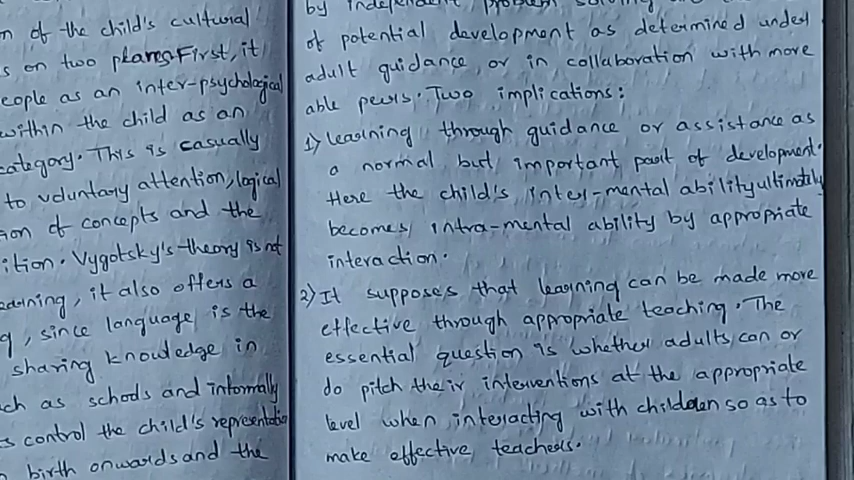 n of the child's cultural
s on two planes. First, it
eople as an inter-psychological
within the child as an
category. This is casually
to voluntary attention, logical
ion of concepts and the
ition. Vygotsky's theory is not
earning, it also offers a
g, since language is the
sharing knowledge in
ch as schools and informally
s control the child's representatio
birth onwards and the
by independent problem solving
of potential development as determined under
adult guidance, or in collaboration with more
able peers. Two implications:
1) Learning through guidance or assistance as
a normal but important part of development.
Here the child's inter-mental ability ultimately
becomes intra-mental ability by appropriate
interaction.
2) It supposes that learning can be made more
effective through appropriate teaching. The
essential question is whether adults can or
do pitch their interventions at the appropriate
level when interacting with children so as to
make effective teachers.